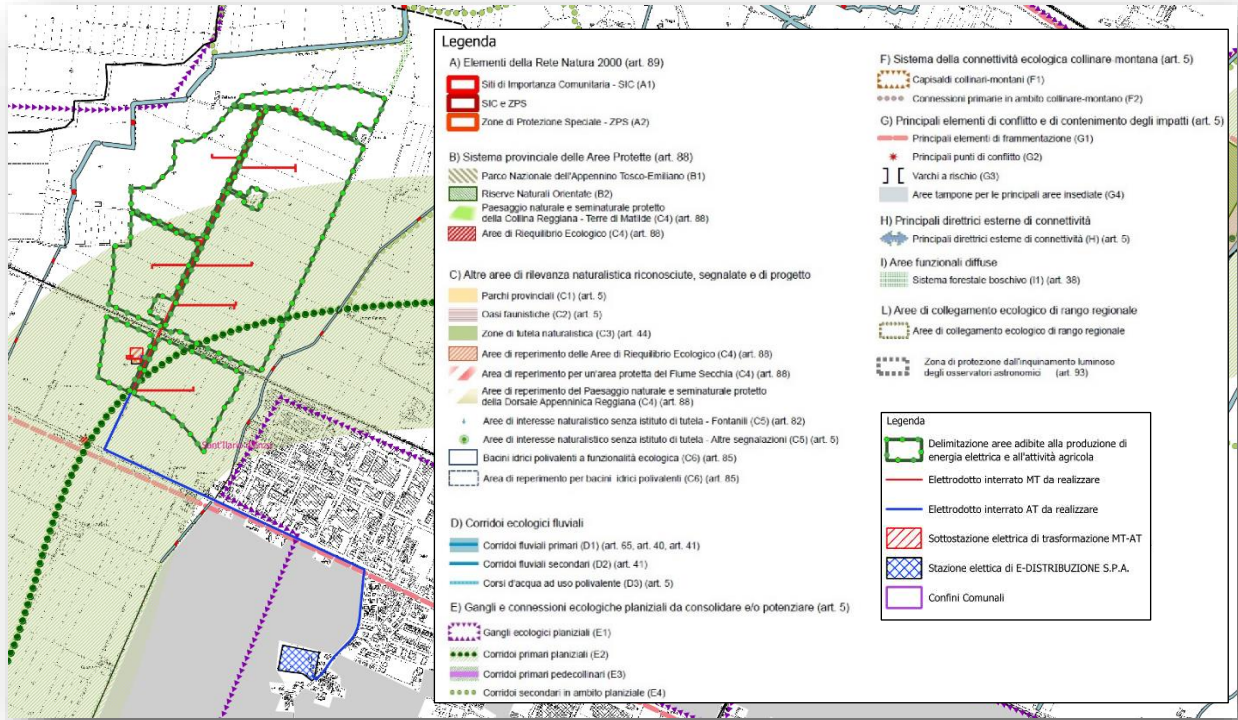 Sant'Ilario d'Enza
Legenda
A) Elementi della Rete Natura 2000 (art. 89)
Siti di Importanza Comunitaria - SIC (A1)
SIC e ZPS
Zone di Protezione Speciale - ZPS (A2)
B) Sistema provinciale delle Aree Protette (art. 88)
Parco Nazionale dell'Appennino Tosco-Emiliano (B1)
Riserve Naturali Orientate (B2)
Paesaggio naturale e seminaturale protetto
della Collina Reggiana - Terre di Matilde (C4) (art. 88)
Aree di Riequilibrio Ecologico (C4) (art. 88)
C) Altre aree di rilevanza naturalistica riconosciute, segnalate e di progetto
Parchi provinciali (C1) (art. 5)
Oasi faunistiche (C2) (art. 5)
Zone di tutela naturalistica (C3) (art. 44)
Aree di reperimento delle Aree di Riequilibrio Ecologico (C4) (art. 88)
Area di reperimento per un'area protetta del Fiume Secchia (C4) (art. 88)
Aree di reperimento del Paesaggio naturale e seminaturale protetto
della Dorsale Appenninica Reggiana (C4) (art. 88)
Aree di interesse naturalistico senza istituto di tutela - Fontanili (C5) (art. 82)
Aree di interesse naturalistico senza istituto di tutela - Altre segnalazioni (C5) (art. 5)
Bacini idrici polivalenti a funzionalità ecologica (C6) (art. 85)
Area di reperimento per bacini idrici polivalenti (C6) (art. 85)
D) Corridoi ecologici fluviali
Corridoi fluviali primari (D1) (art. 65, art. 40, art. 41)
Corridoi fluviali secondari (D2) (art. 41)
Corsi d'acqua ad uso polivalente (D3) (art. 5)
E) Gangli e connessioni ecologiche planiziali da consolidare e/o potenziare (art. 5)
Gangli ecologici planiziali (E1)
Corridoi primari planiziali (E2)
Corridoi primari pedecollinari (E3)
Corridoi secondari in ambito planiziale (E4)
F) Sistema della connettività ecologica collinare montana (art. 5)
Capisaldi collinari-montani (F1)
Connessioni primarie in ambito collinare-montano (F2)
G) Principali elementi di conflitto e di contenimento degli impatti (art. 5)
Principali elementi di frammentazione (G1)
Principali punti di conflitto (G2)
Varchi a rischio (G3)
Aree tampone per le principali aree insediate (G4)
H) Principali direttrici esterne di connettività
Principali direttrici esterne di connettività (H) (art. 5)
I) Aree funzionali diffuse
Sistema forestale boschivo (I1) (art. 38)
L) Aree di collegamento ecologico di rango regionale
Aree di collegamento ecologico di rango regionale
Zona di protezione dall'inquinamento luminoso
degli osservatori astronomici (art. 93)
Legenda
Delimitazione aree adibite alla produzione di
energia elettrica e all'attività agricola
Elettrodotto interrato MT da realizzare
Elettrodotto interrato AT da realizzare
Sottostazione elettrica di trasformazione MT-AT
Stazione elettica di E-DISTRIBUZIONE S.P.A.
Confini Comunali